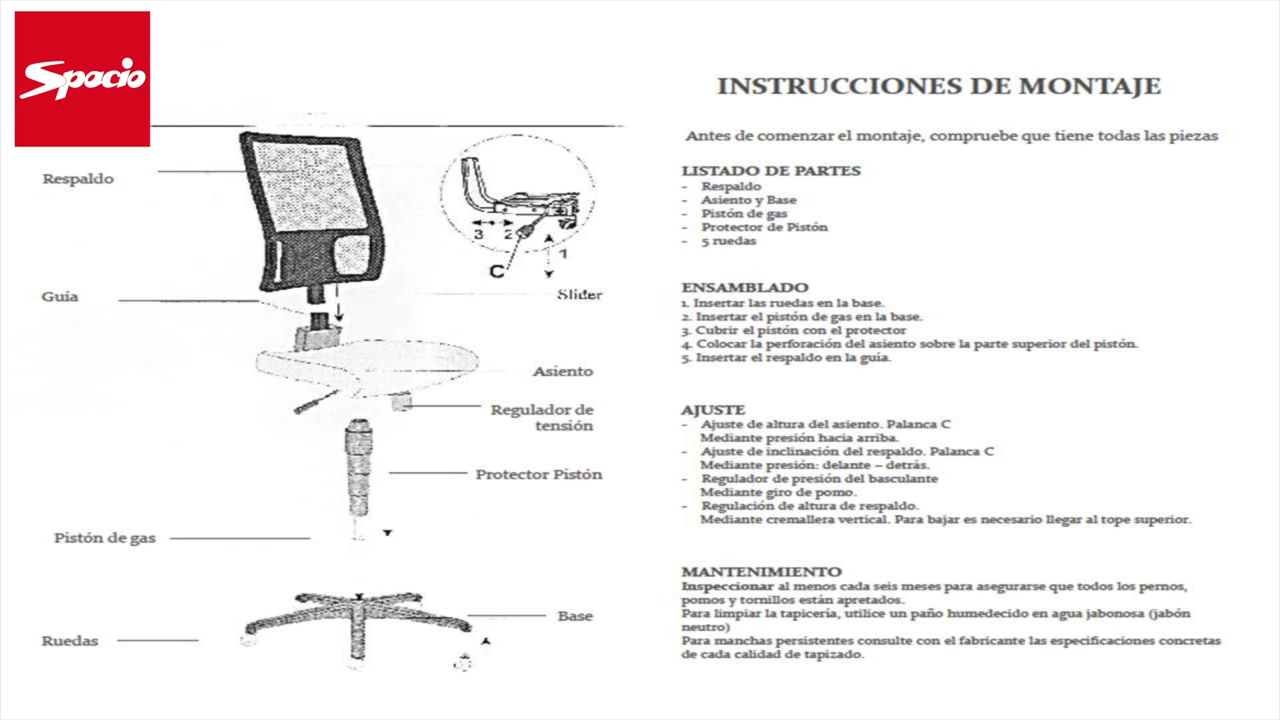 Spacio
Respaldo
Guía
3
2
1
C
Slider
Asiento
Regulador de
tensión
Protector Pistón
Pistón de gas
Base
Ruedas
INSTRUCCIONES DE MONTAJE
Antes de comenzar el montaje, compruebe que tiene todas las piezas
LISTADO DE PARTES
- Respaldo
- Asiento y Base
- Pistón de gas
- Protector de Pistón
- 5 ruedas
ENSAMBLADO
1. Insertar las ruedas en la base.
2. Insertar el pistón de gas en la base.
3. Cubrir el pistón con el protector
4. Colocar la perforación del asiento sobre la parte superior del pistón.
5. Insertar el respaldo en la guía.
AJUSTE
- Ajuste de altura del asiento. Palanca C
Mediante presión hacia arriba.
- Ajuste de inclinación del respaldo. Palanca C
Mediante presión: delante – detrás.
- Regulador de presión del basculante
Mediante giro de pomo.
- Regulación de altura de respaldo.
Mediante cremallera vertical. Para bajar es necesario llegar al tope superior.
MANTENIMIENTO
Inspeccionar al menos cada seis meses para asegurarse que todos los pernos,
pomos y tornillos están apretados.
Para limpiar la tapicería, utilice un paño humedecido en agua jabonosa (jabón
neutro)
Para manchas persistentes consulte con el fabricante las especificaciones concretas
de cada calidad de tapizado.